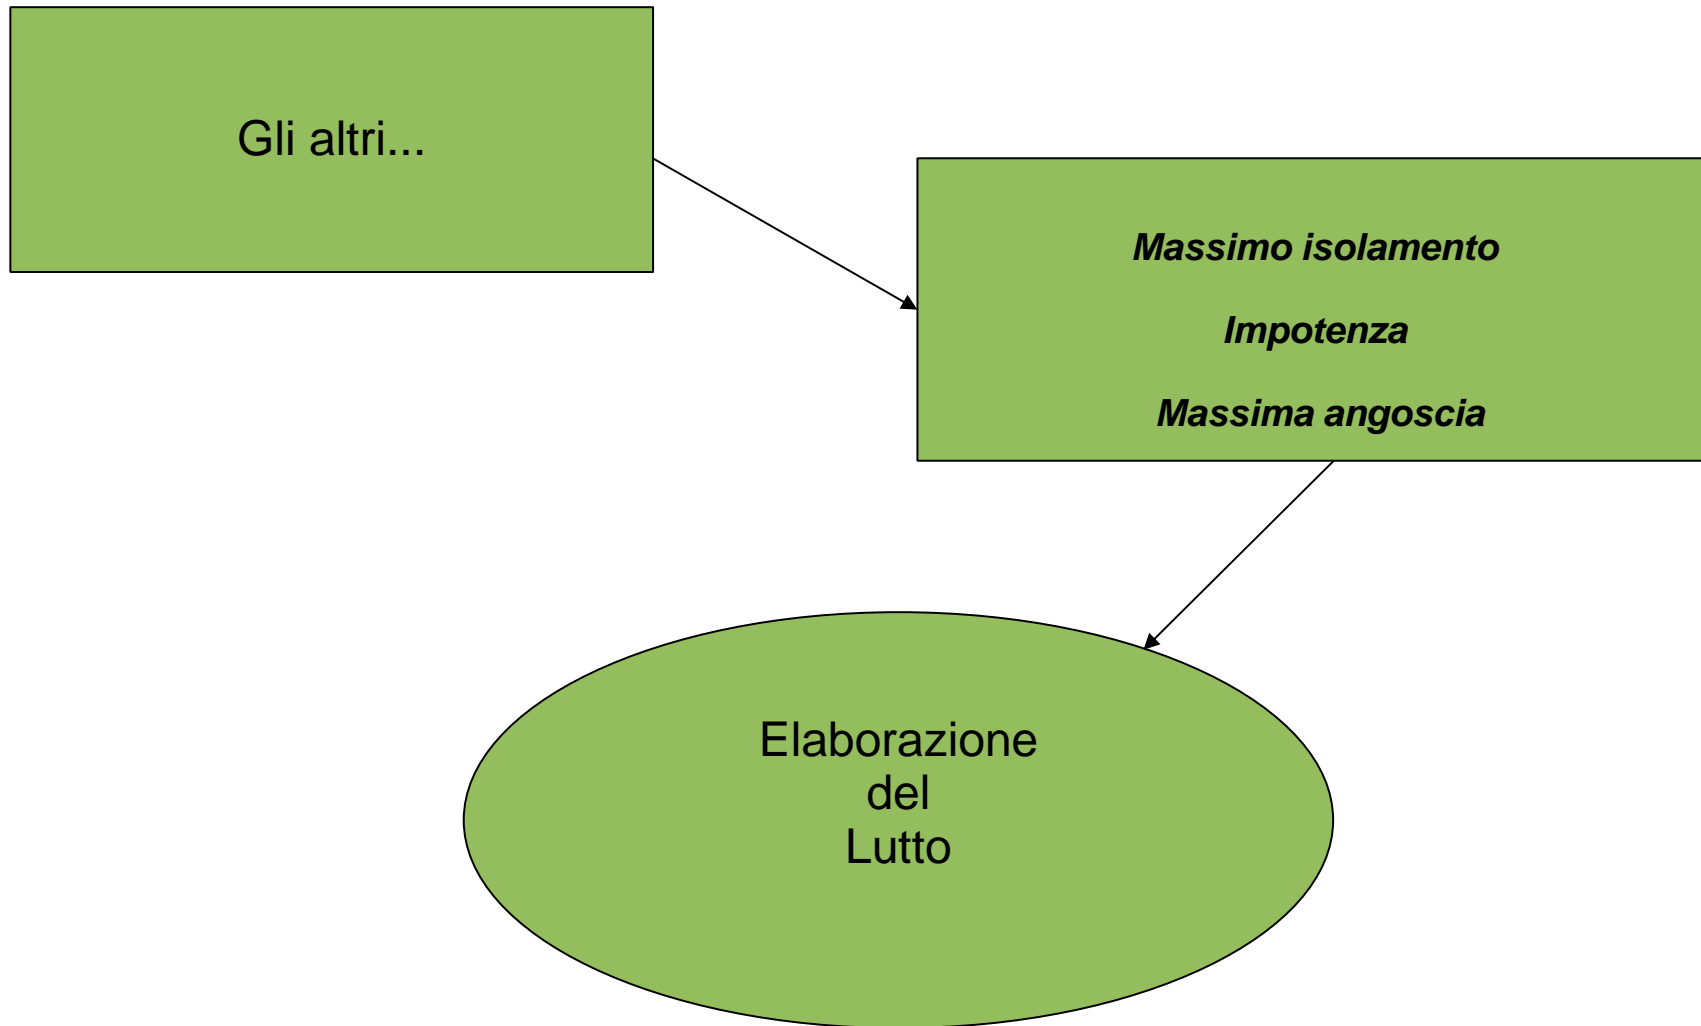 Gli altri...
Massimo isolamento
Impotenza
Massima angoscia
Elaborazione
del
Lutto